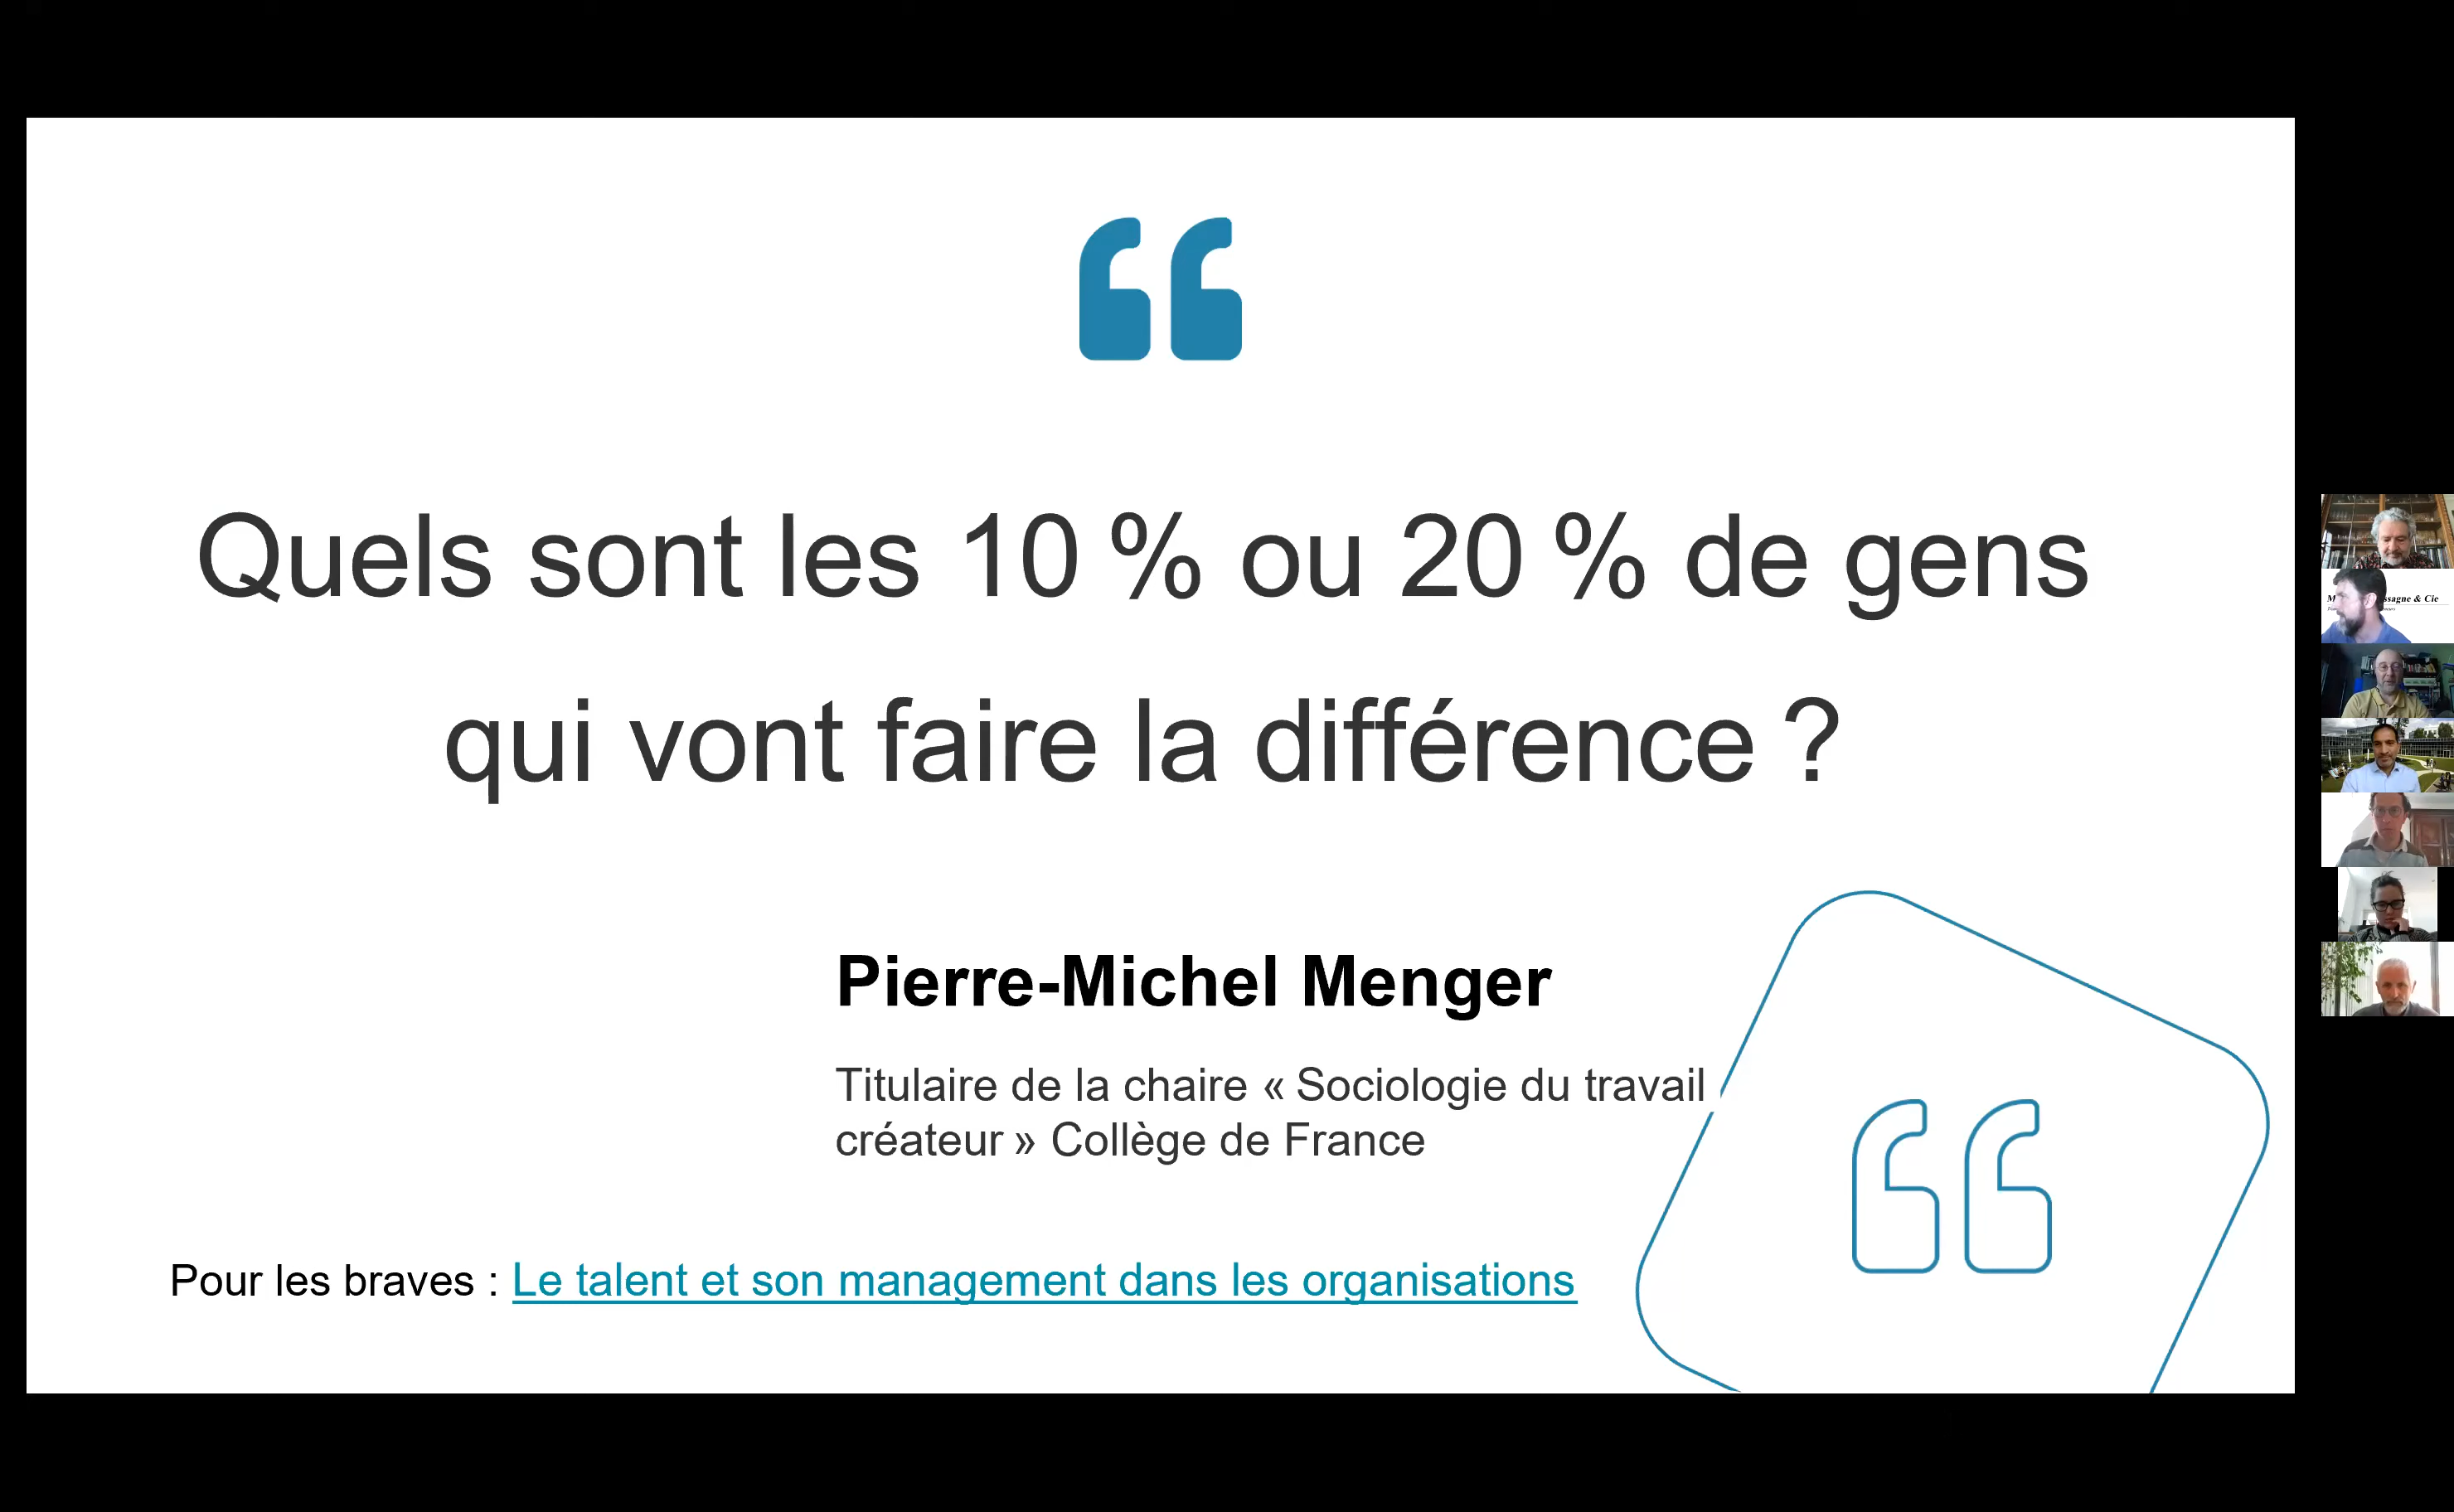 Quels sont les 10 % ou 20 % de gens
qui vont faire la différence ?
Pierre-Michel Menger
Titulaire de la chaire « Sociologie du travail
créateur » Collège de France
Pour les braves : Le talent et son management dans les organisations
& Cie